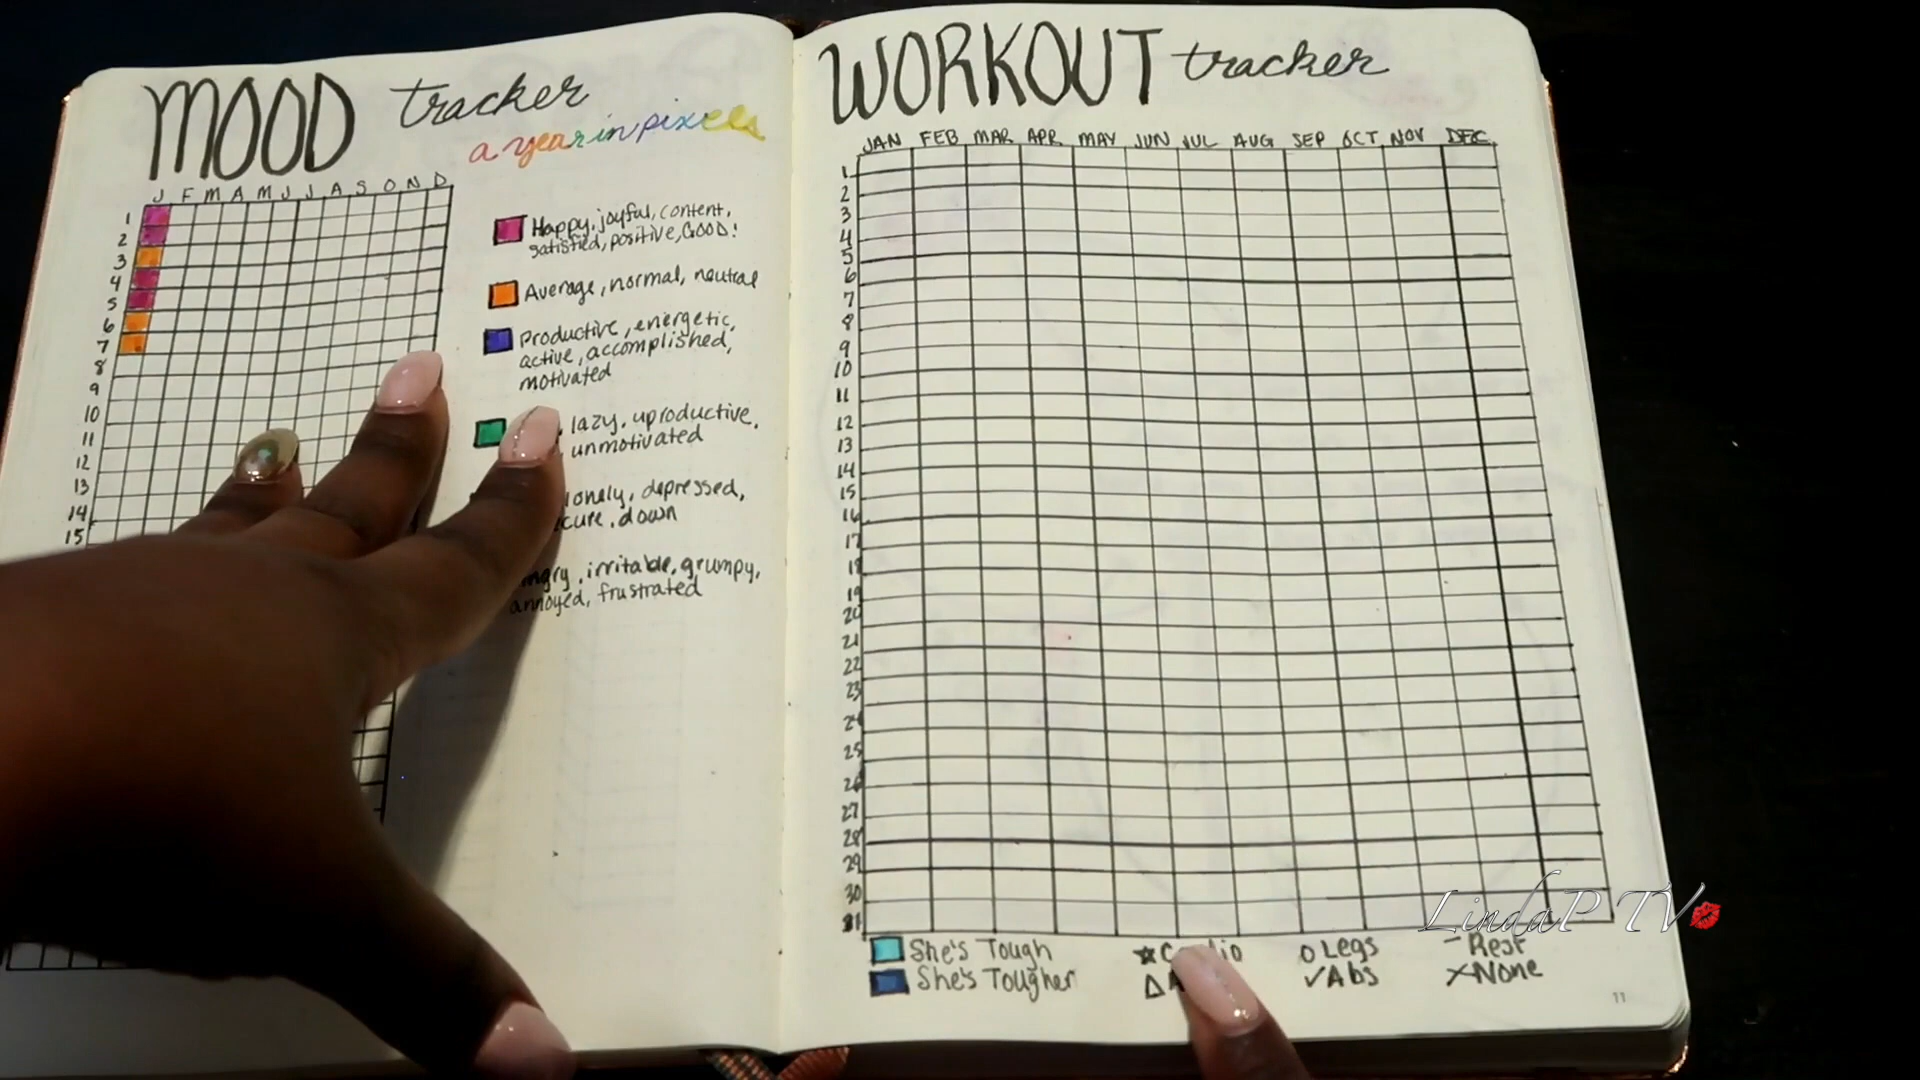 MOOD tracker
a year in pixels
J F M A M J J A S O N D
1
2
3
4
5
6
7
8
9
10
11
12
13
14
15
Happy, joyful, content,
satisfied, positive, GOOD!
Average, normal, neutral
Productive, energetic,
active, accomplished,
motivated
lazy, uproductive,
unmotivated
lonely, depressed,
down
annoyed, frustrated
irritable, grumpy,
WORKOUT tracker
JAN FEB MAR APR MAY JUN JUL AUG SEP OCT NOV DEC
1
2
3
4
5
6
7
8
9
10
11
12
13
14
15
16
17
18
19
20
21
22
23
24
25
26
27
28
29
30
31
She's Tough
She's Tougher
O Legs
✓Abs
- Rest
×None
11
LindaP TV